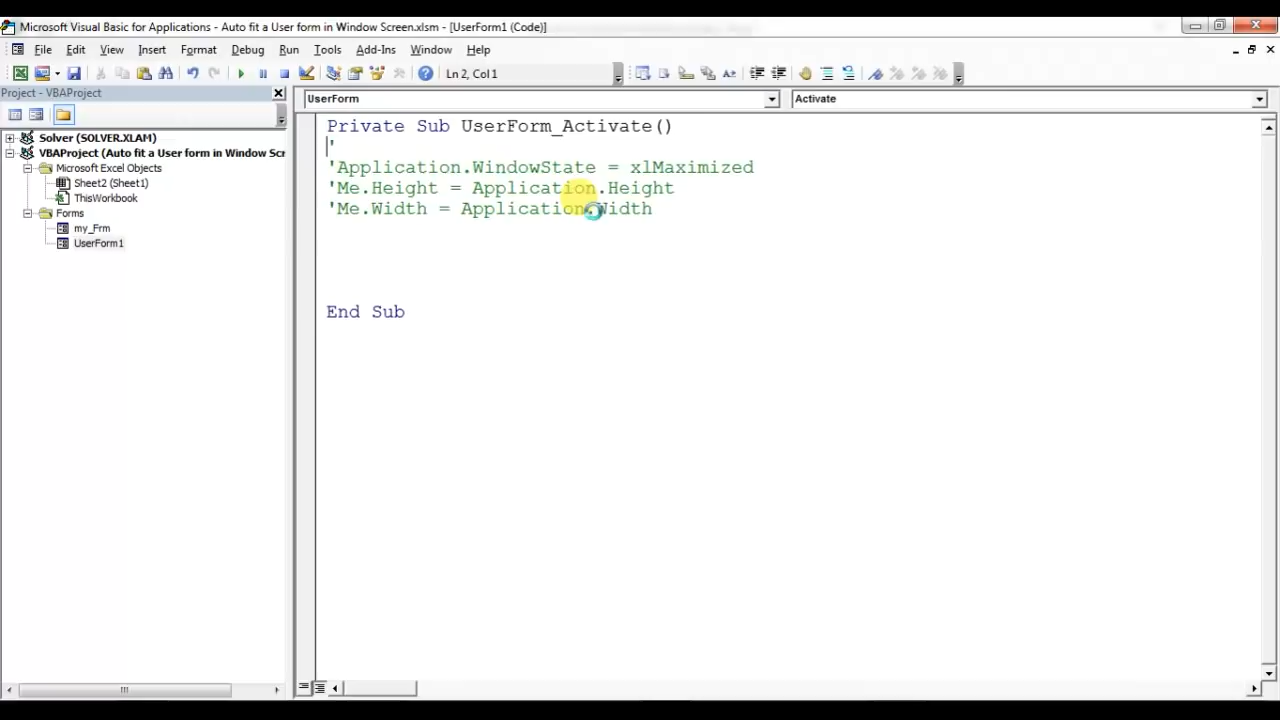 Microsoft Visual Basic for Applications - Auto fit a User form in Window Screen.xlsm - [UserForm1 (Code)]
File Edit View Insert Format Debug Run Tools Add-Ins Window Help
Ln 2, Col 1
Project - VBAProject
Solver (SOLVER.XLAM)
VBAProject (Auto fit a User form in Window Scr
Microsoft Excel Objects
Sheet2 (Sheet1)
ThisWorkbook
Forms
my_Frm
UserForm1
UserForm
Activate
Private Sub UserForm_Activate()
'
'Application.WindowState = xlMaximized
'Me.Height = Application.Height
'Me.Width = Application.Width
End Sub